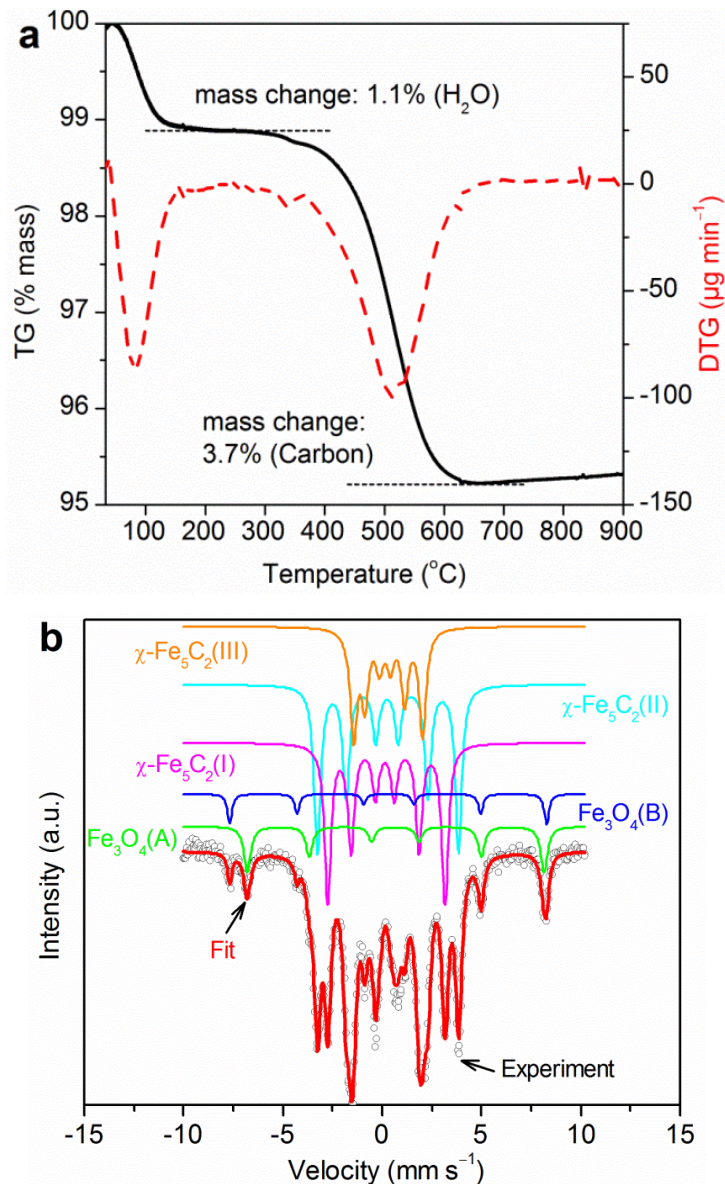 a
100
99
98
97
96
95
TG (% mass)
mass change: 1.1% (H₂O)
mass change:
3.7% (Carbon)
50
0
-50
-100
-150
DTG (µg min⁻¹)
100 200 300 400 500 600 700 800 900
Temperature (°C)
b
χ-Fe₅C₂(III)
χ-Fe₅C₂(II)
χ-Fe₅C₂(I)
Fe₃O₄(B)
Fe₃O₄(A)
Fit
Experiment
Intensity (a.u.)
-15 -10 -5 0 5 10 15
Velocity (mm s⁻¹)